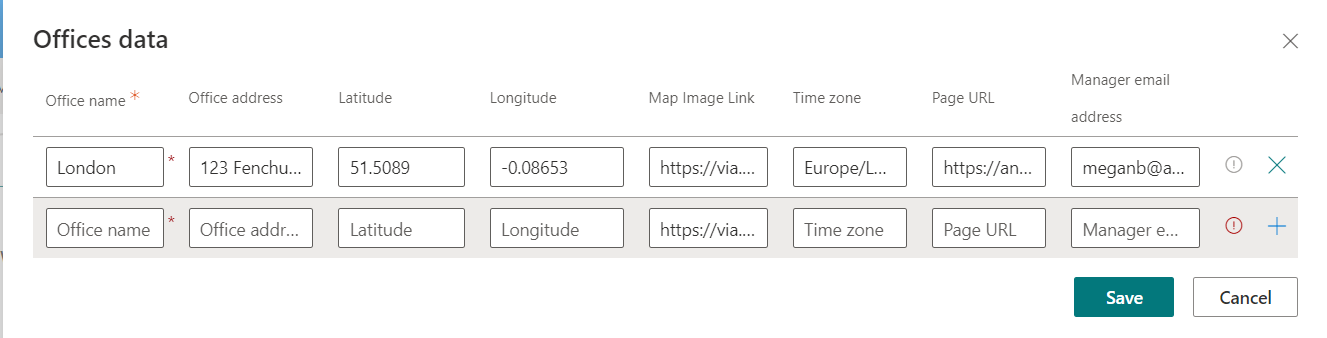 Offices data
Office name * Office address Latitude Longitude Map Image Link Time zone Page URL Manager email address
London * 123 Fenchu... 51.5089 -0.08653 https://via.... Europe/L... https://an... meganb@a...
Office name * Office addr... Latitude Longitude https://via.... Time zone Page URL Manager e...
Save Cancel